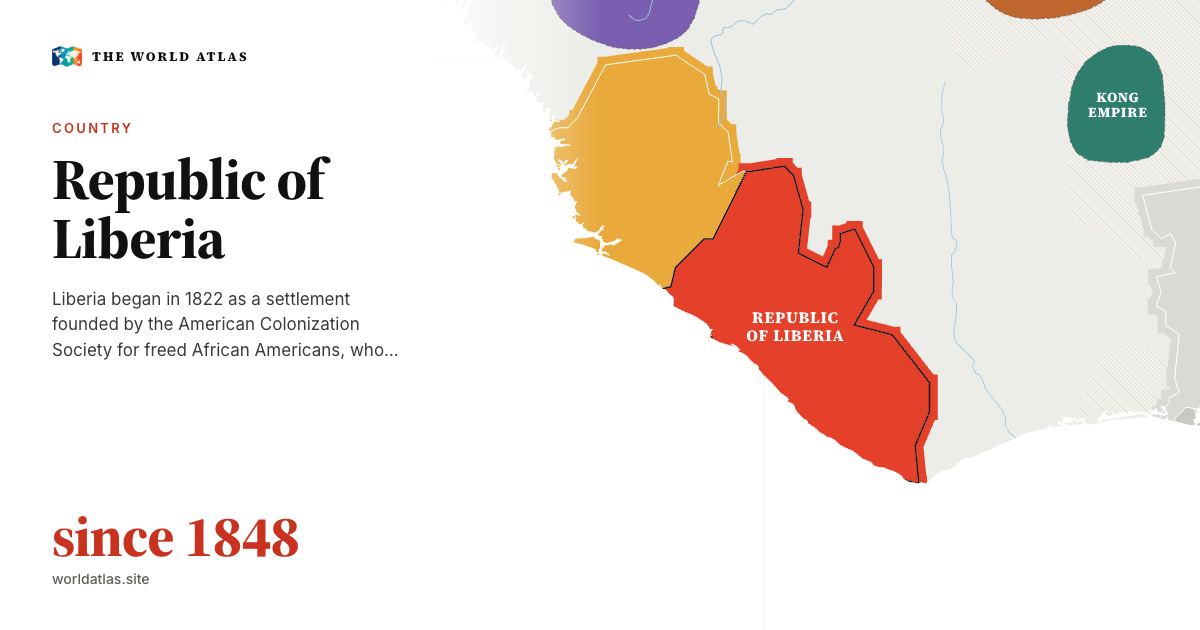 THE WORLD ATLAS
COUNTRY
Republic of
Liberia
Liberia began in 1822 as a settlement
founded by the American Colonization
Society for freed African Americans, who...
since 1848
worldatlas.site
KONG
EMPIRE
REPUBLIC
OF LIBERIA